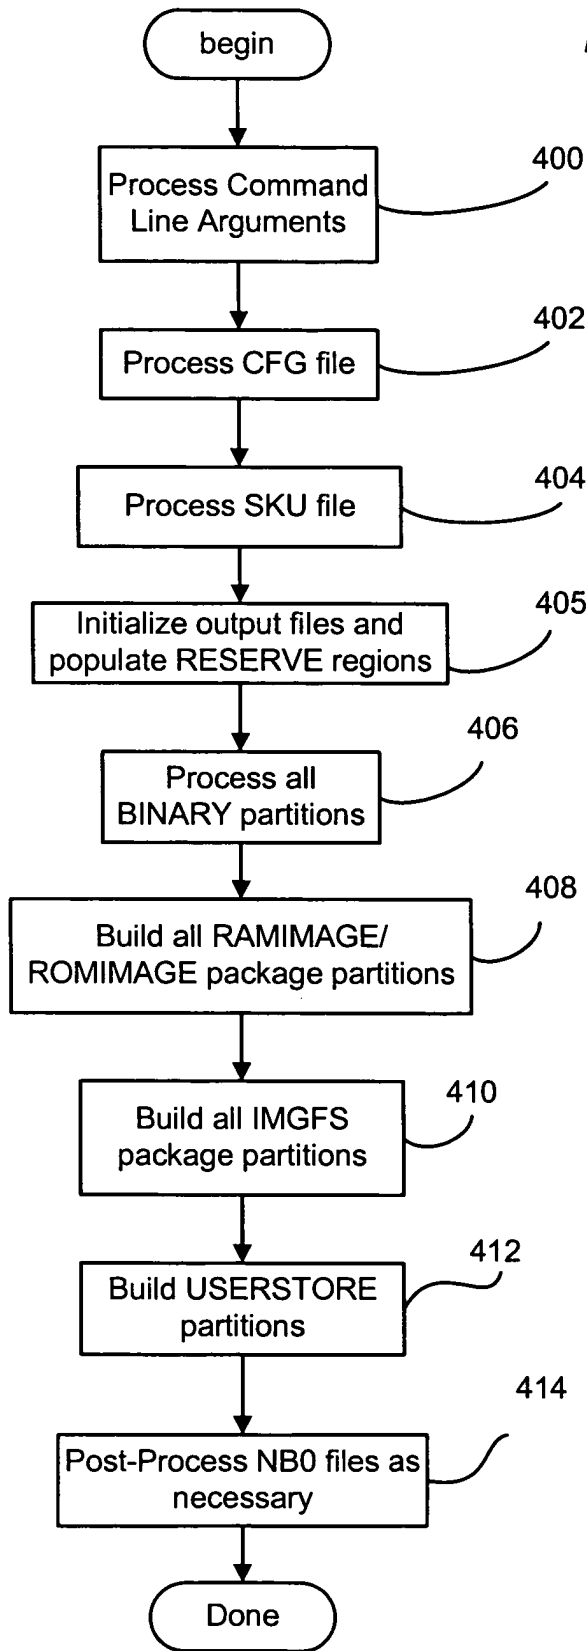 begin
400
Process Command
Line Arguments
402
Process CFG file
404
Process SKU file
405
Initialize output files and
populate RESERVE regions
406
Process all
BINARY partitions
408
Build all RAMIMAGE/
ROMIMAGE package partitions
410
Build all IMGFS
package partitions
412
Build USERSTORE
partitions
414
Post-Process NB0 files as
necessary
Done